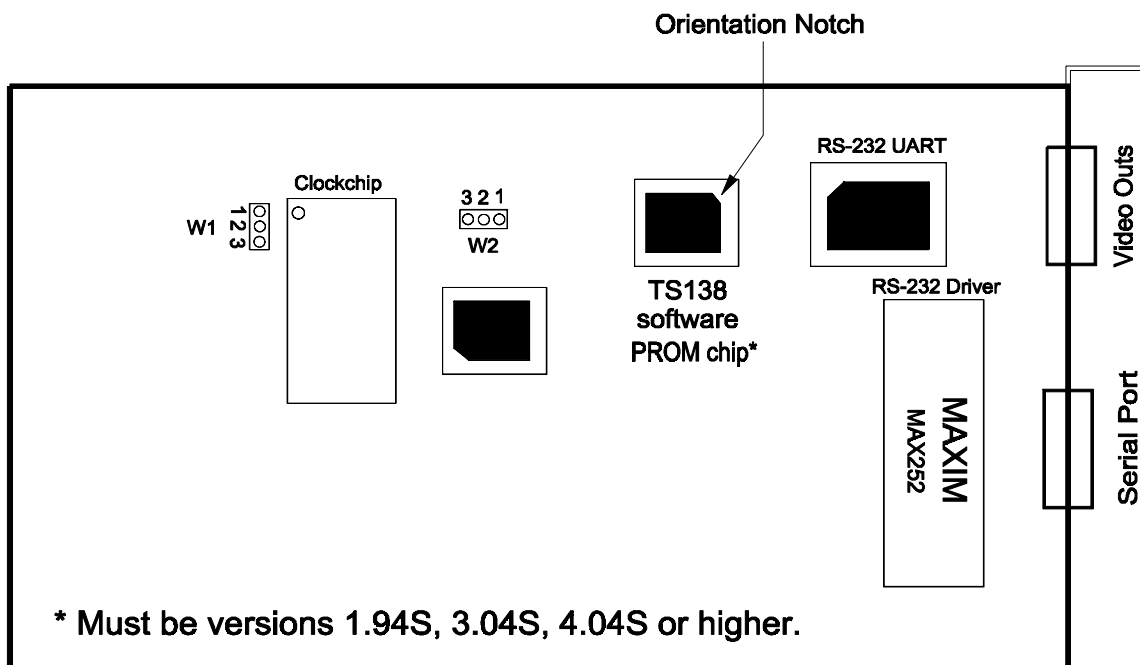 Orientation Notch
RS-232 UART
Video Outs
Clockchip
W1
1
2
3
3 2 1
W2
TS138
software
PROM chip*
RS-232 Driver
MAXIM
MAX252
Serial Port
* Must be versions 1.94S, 3.04S, 4.04S or higher.